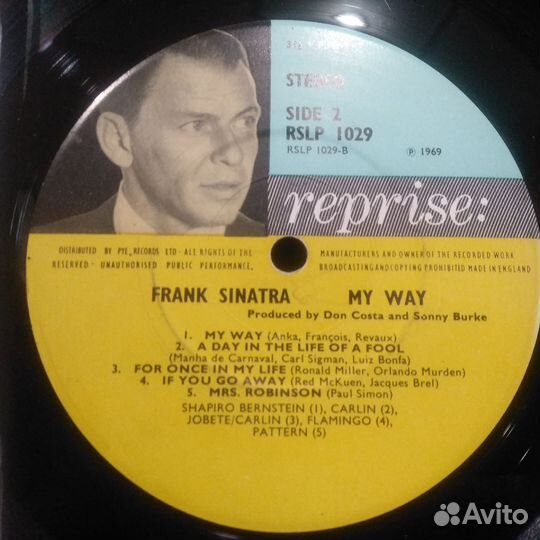 STEREO
SIDE 2
RSLP 1029
RSLP 1029-B ℗ 1969
reprise:
DISTRIBUTED BY PYE RECORDS LTD - ALL RIGHTS OF THE MANUFACTURERS AND OWNER OF THE RECORDED WORK
RESERVED - UNAUTHORISED PUBLIC PERFORMANCE, BROADCASTING AND COPYING PROHIBITED MADE IN ENGLAND
FRANK SINATRA MY WAY
Produced by Don Costa and Sonny Burke
1. MY WAY (Anka, François, Revaux)
2. A DAY IN THE LIFE OF A FOOL
(Manha de Carnaval, Carl Sigman, Luiz Bonfa)
3. FOR ONCE IN MY LIFE (Ronald Miller, Orlando Murden)
4. IF YOU GO AWAY (Red McKuen, Jacques Brel)
5. MRS. ROBINSON (Paul Simon)
SHAPIRO BERNSTEIN (1), CARLIN (2),
JOBETE/CARLIN (3), FLAMINGO (4),
PATTERN (5)
Avito